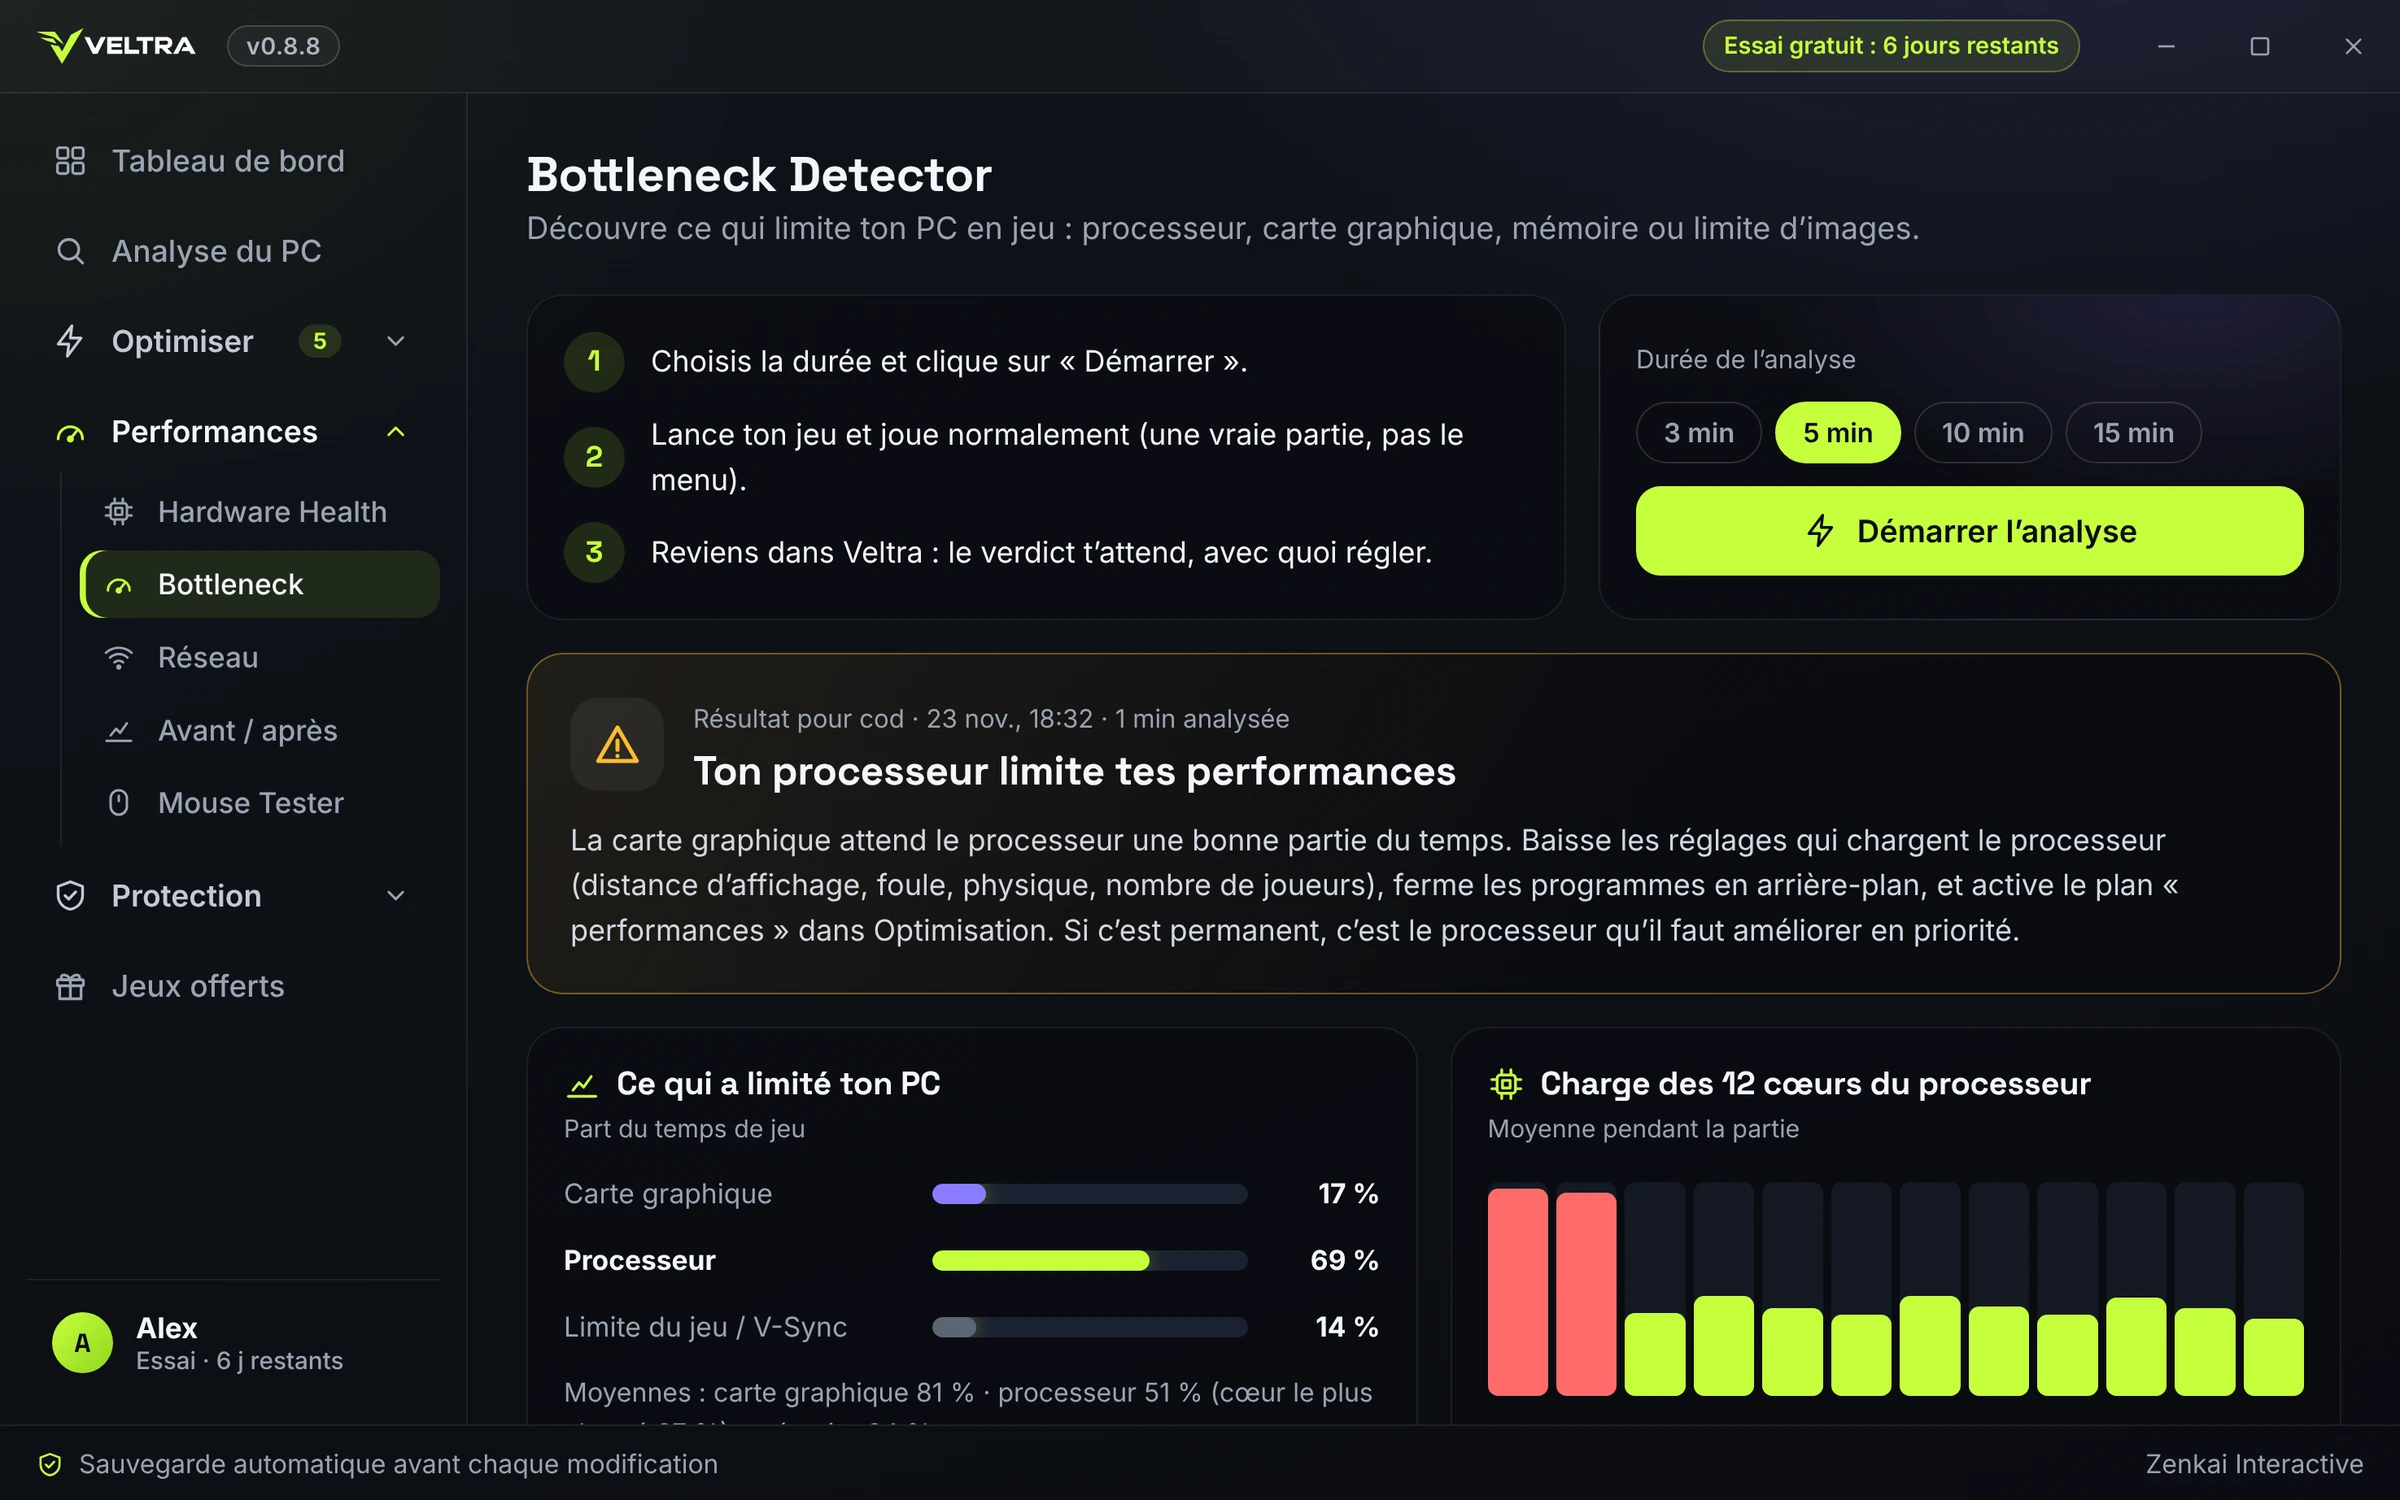 VELTRA
v0.8.8
Essai gratuit : 6 jours restants
Tableau de bord
Analyse du PC
Optimiser
5
Performances
Hardware Health
Bottleneck
Réseau
Avant / après
Mouse Tester
Protection
Jeux offerts
A
Alex
Essai · 6 j restants
Bottleneck Detector
Découvre ce qui limite ton PC en jeu : processeur, carte graphique, mémoire ou limite d’images.
1
Choisis la durée et clique sur « Démarrer ».
2
Lance ton jeu et joue normalement (une vraie partie, pas le
menu).
3
Reviens dans Veltra : le verdict t’attend, avec quoi régler.
Durée de l’analyse
3 min
5 min
10 min
15 min
Démarrer l’analyse
Résultat pour cod · 23 nov., 18:32 · 1 min analysée
Ton processeur limite tes performances
La carte graphique attend le processeur une bonne partie du temps. Baisse les réglages qui chargent le processeur
(distance d’affichage, foule, physique, nombre de joueurs), ferme les programmes en arrière-plan, et active le plan «
performances » dans Optimisation. Si c’est permanent, c’est le processeur qu’il faut améliorer en priorité.
Ce qui a limité ton PC
Part du temps de jeu
Carte graphique
17 %
Processeur
69 %
Limite du jeu / V-Sync
14 %
Moyennes : carte graphique 81 % · processeur 51 % (cœur le plus
Charge des 12 cœurs du processeur
Moyenne pendant la partie
Sauvegarde automatique avant chaque modification
Zenkai Interactive